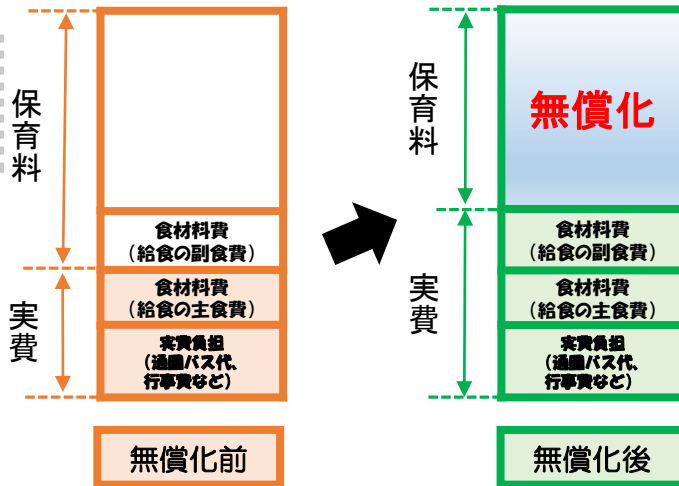 保育料
食材料費
（給食の副食費）
実費
食材料費
（給食の主食費）
実費負担
（通園バス代、
行事費など）
無償化前
保育料
無償化
実費
食材料費
（給食の副食費）
食材料費
（給食の主食費）
実費負担
（通園バス代、
行事費など）
無償化後